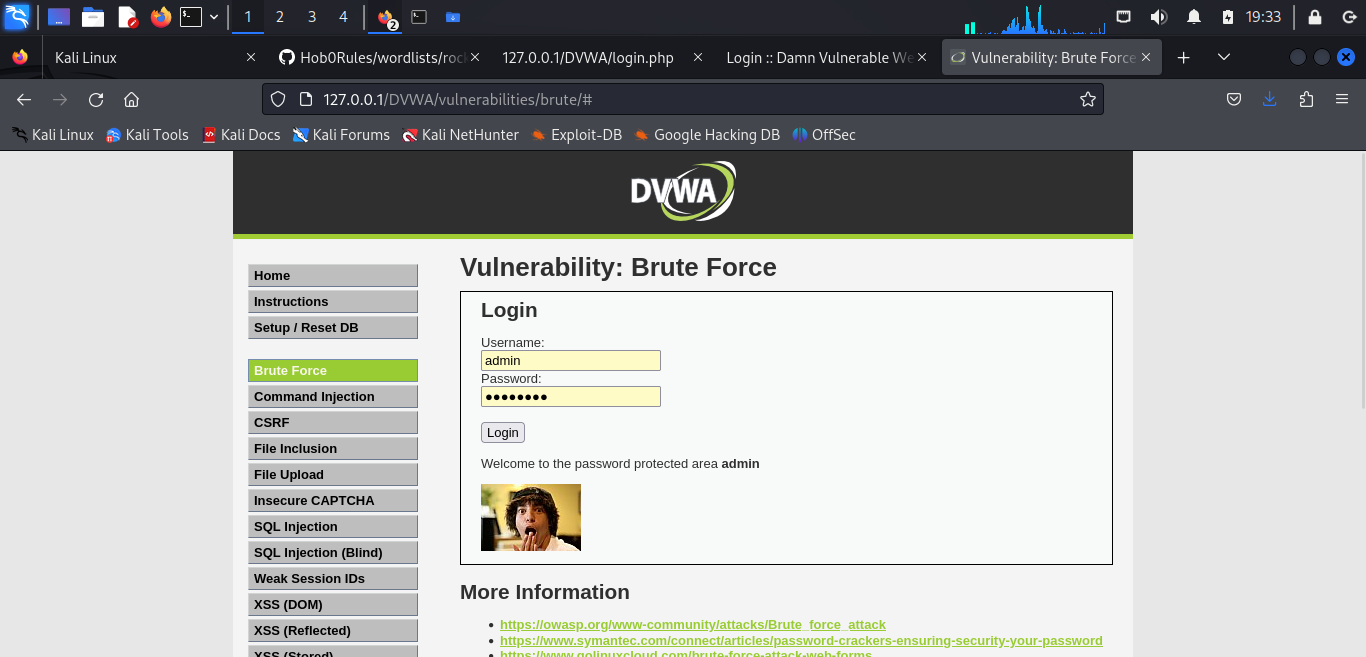 1 2 3 4 2 19:33
Kali Linux Hob0Rules/wordlists/rock 127.0.0.1/DVWA/login.php Login :: Damn Vulnerable We Vulnerability: Brute Force
127.0.0.1/DVWA/vulnerabilities/brute/#
Kali Linux Kali Tools Kali Docs Kali Forums Kali NetHunter Exploit-DB Google Hacking DB OffSec
DVWA
Home
Instructions
Setup / Reset DB
Brute Force
Command Injection
CSRF
File Inclusion
File Upload
Insecure CAPTCHA
SQL Injection
SQL Injection (Blind)
Weak Session IDs
XSS (DOM)
XSS (Reflected)
XSS (Stored)
Vulnerability: Brute Force
Login
Username:
admin
Password:
●●●●●●●●
Login
Welcome to the password protected area admin
More Information
• https://owasp.org/www-community/attacks/Brute_force_attack
• https://www.symantec.com/connect/articles/password-crackers-ensuring-security-your-password
• https://www.golinuxcloud.com/brute-force-attack-web-forms